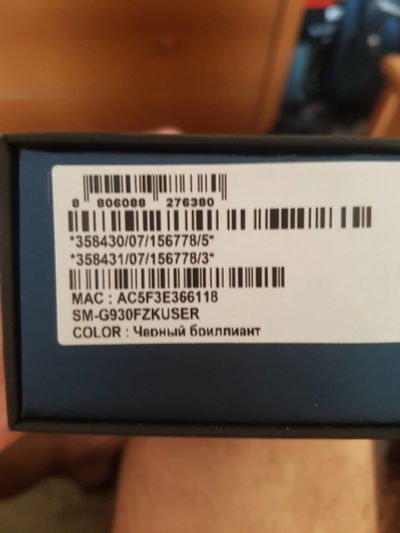 8 806088 276380
*358430/07/156778/5*
*358431/07/156778/3*
MAC : AC5F3E366118
SM-G930FZKUSER
COLOR : Черный бриллиант